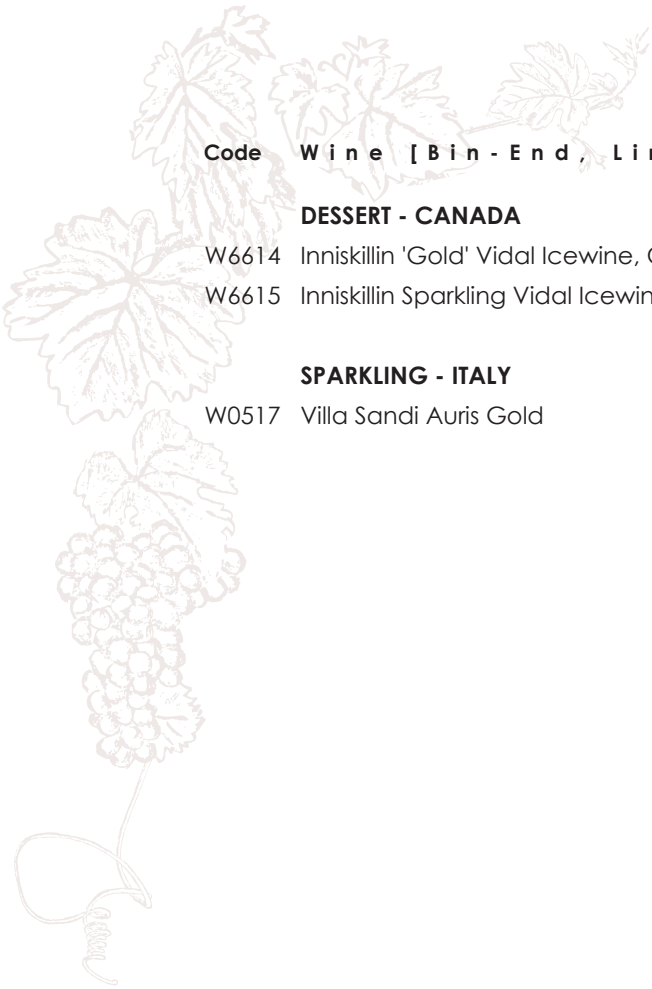 Code Wine [Bin-End,
DESSERT - CANADA
W6614 Inniskillin 'Gold' Vidal Icewine,
W6615 Inniskillin Sparkling Vidal
SPARKLING - ITALY
W0517 Villa Sandi Auris Gold